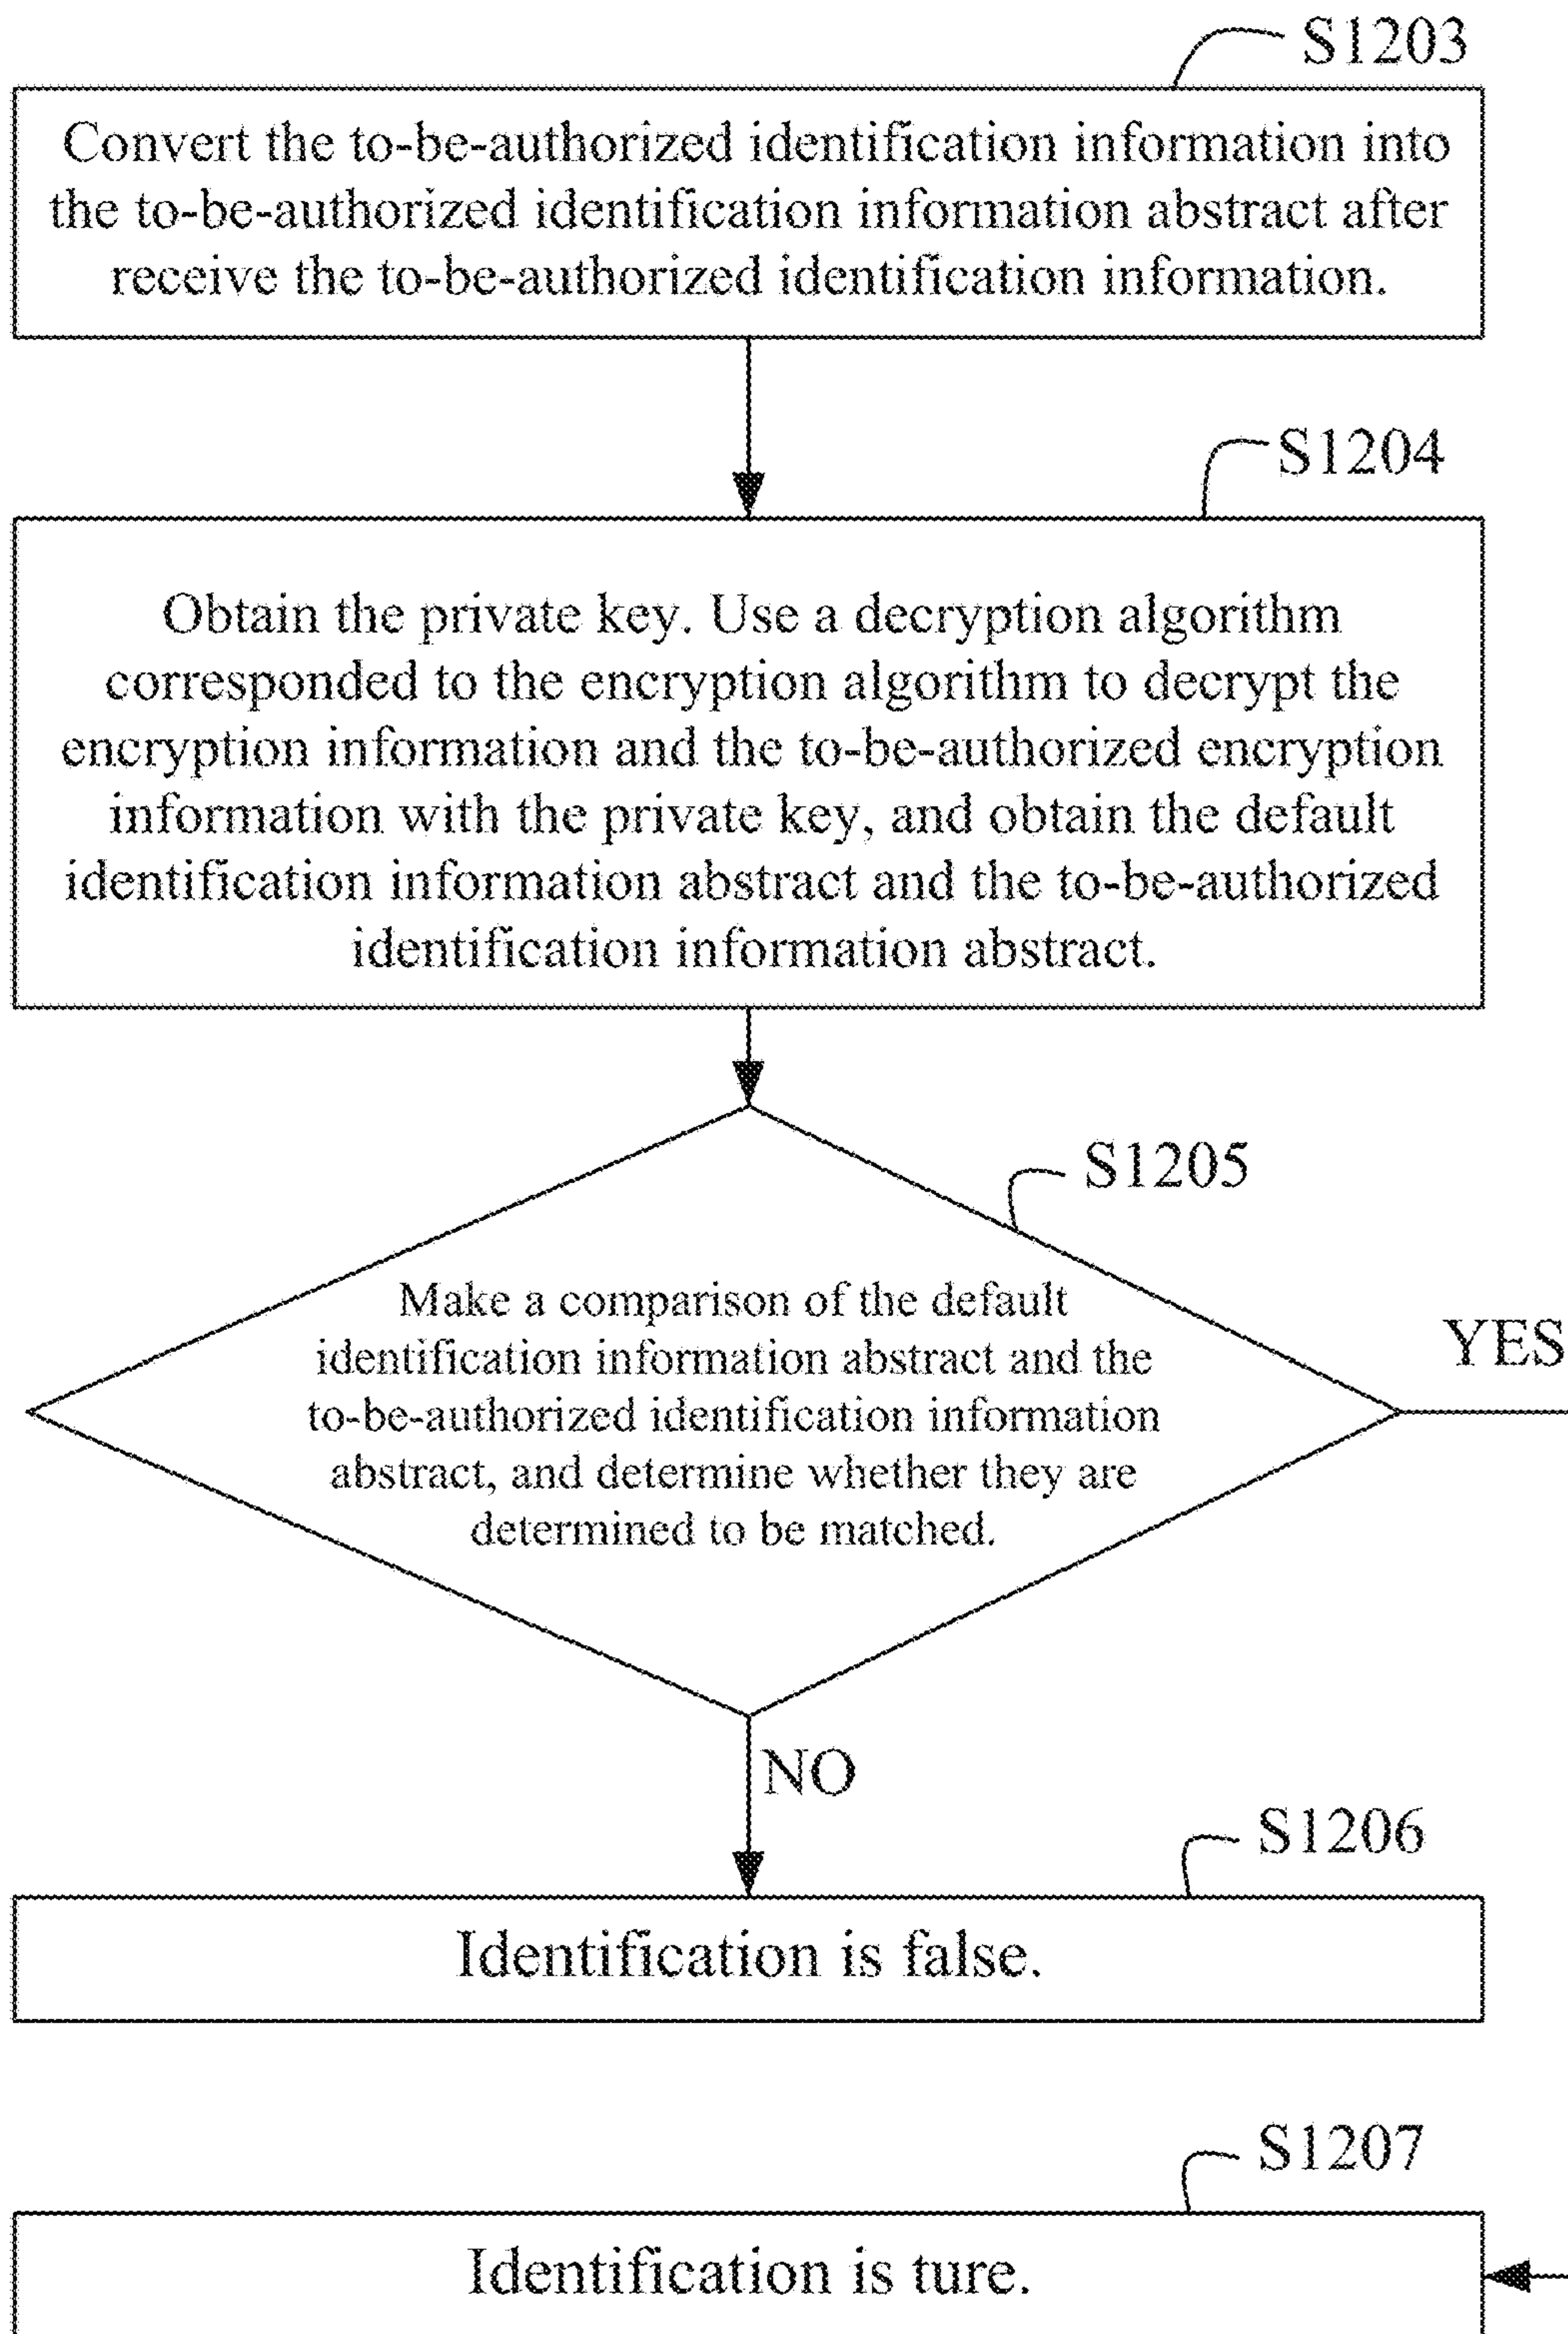 S1203
Convert the to-be-authorized identification information into
the to-be-authorized identification information abstract after
receive the to-be-authorized identification information.
S1204
Obtain the private key. Use a decryption algorithm
corresponded to the encryption algorithm to decrypt the
encryption information and the to-be-authorized encryption
information with the private key, and obtain the default
identification information abstract and the to-be-authorized
identification information abstract.
S1205
Make a comparison of the default
identification information abstract and the
to-be-authorized identification information
abstract, and determine whether they are
determined to be matched.
YES
NO
S1206
Identification is false.
S1207
Identification is ture.